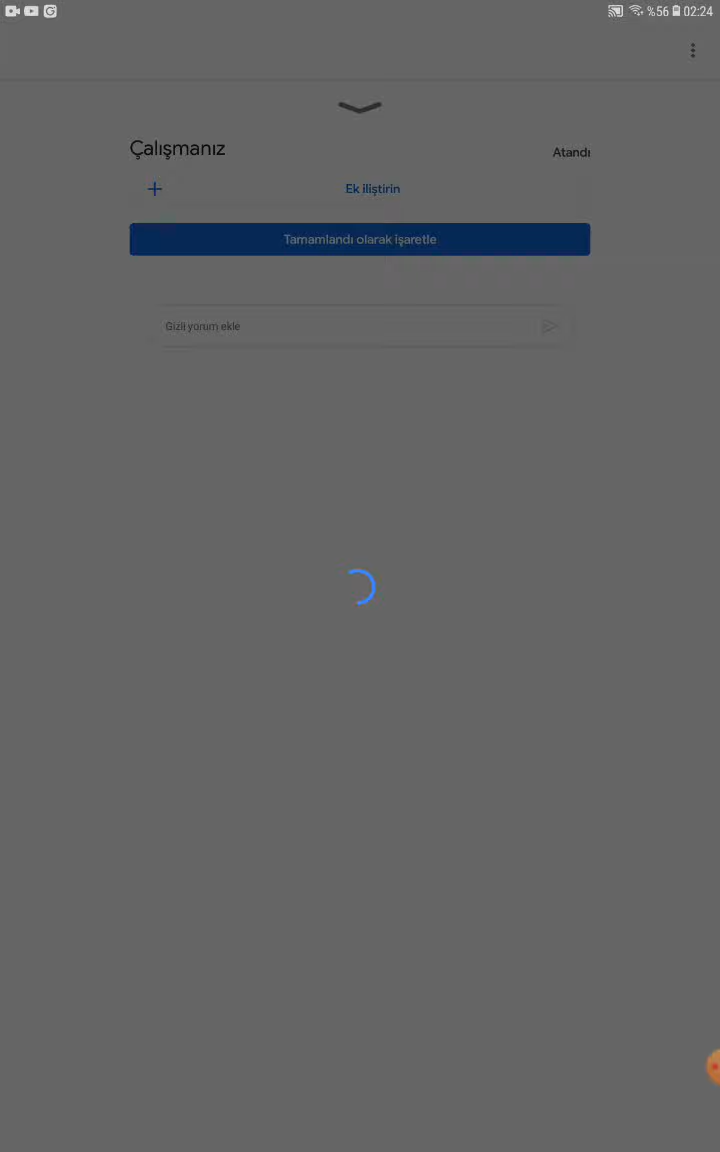 %56 02:24
Çalışmanız
Atandı
Ek iliştirin
Tamamlandı olarak işaretle
Gizli yorum ekle